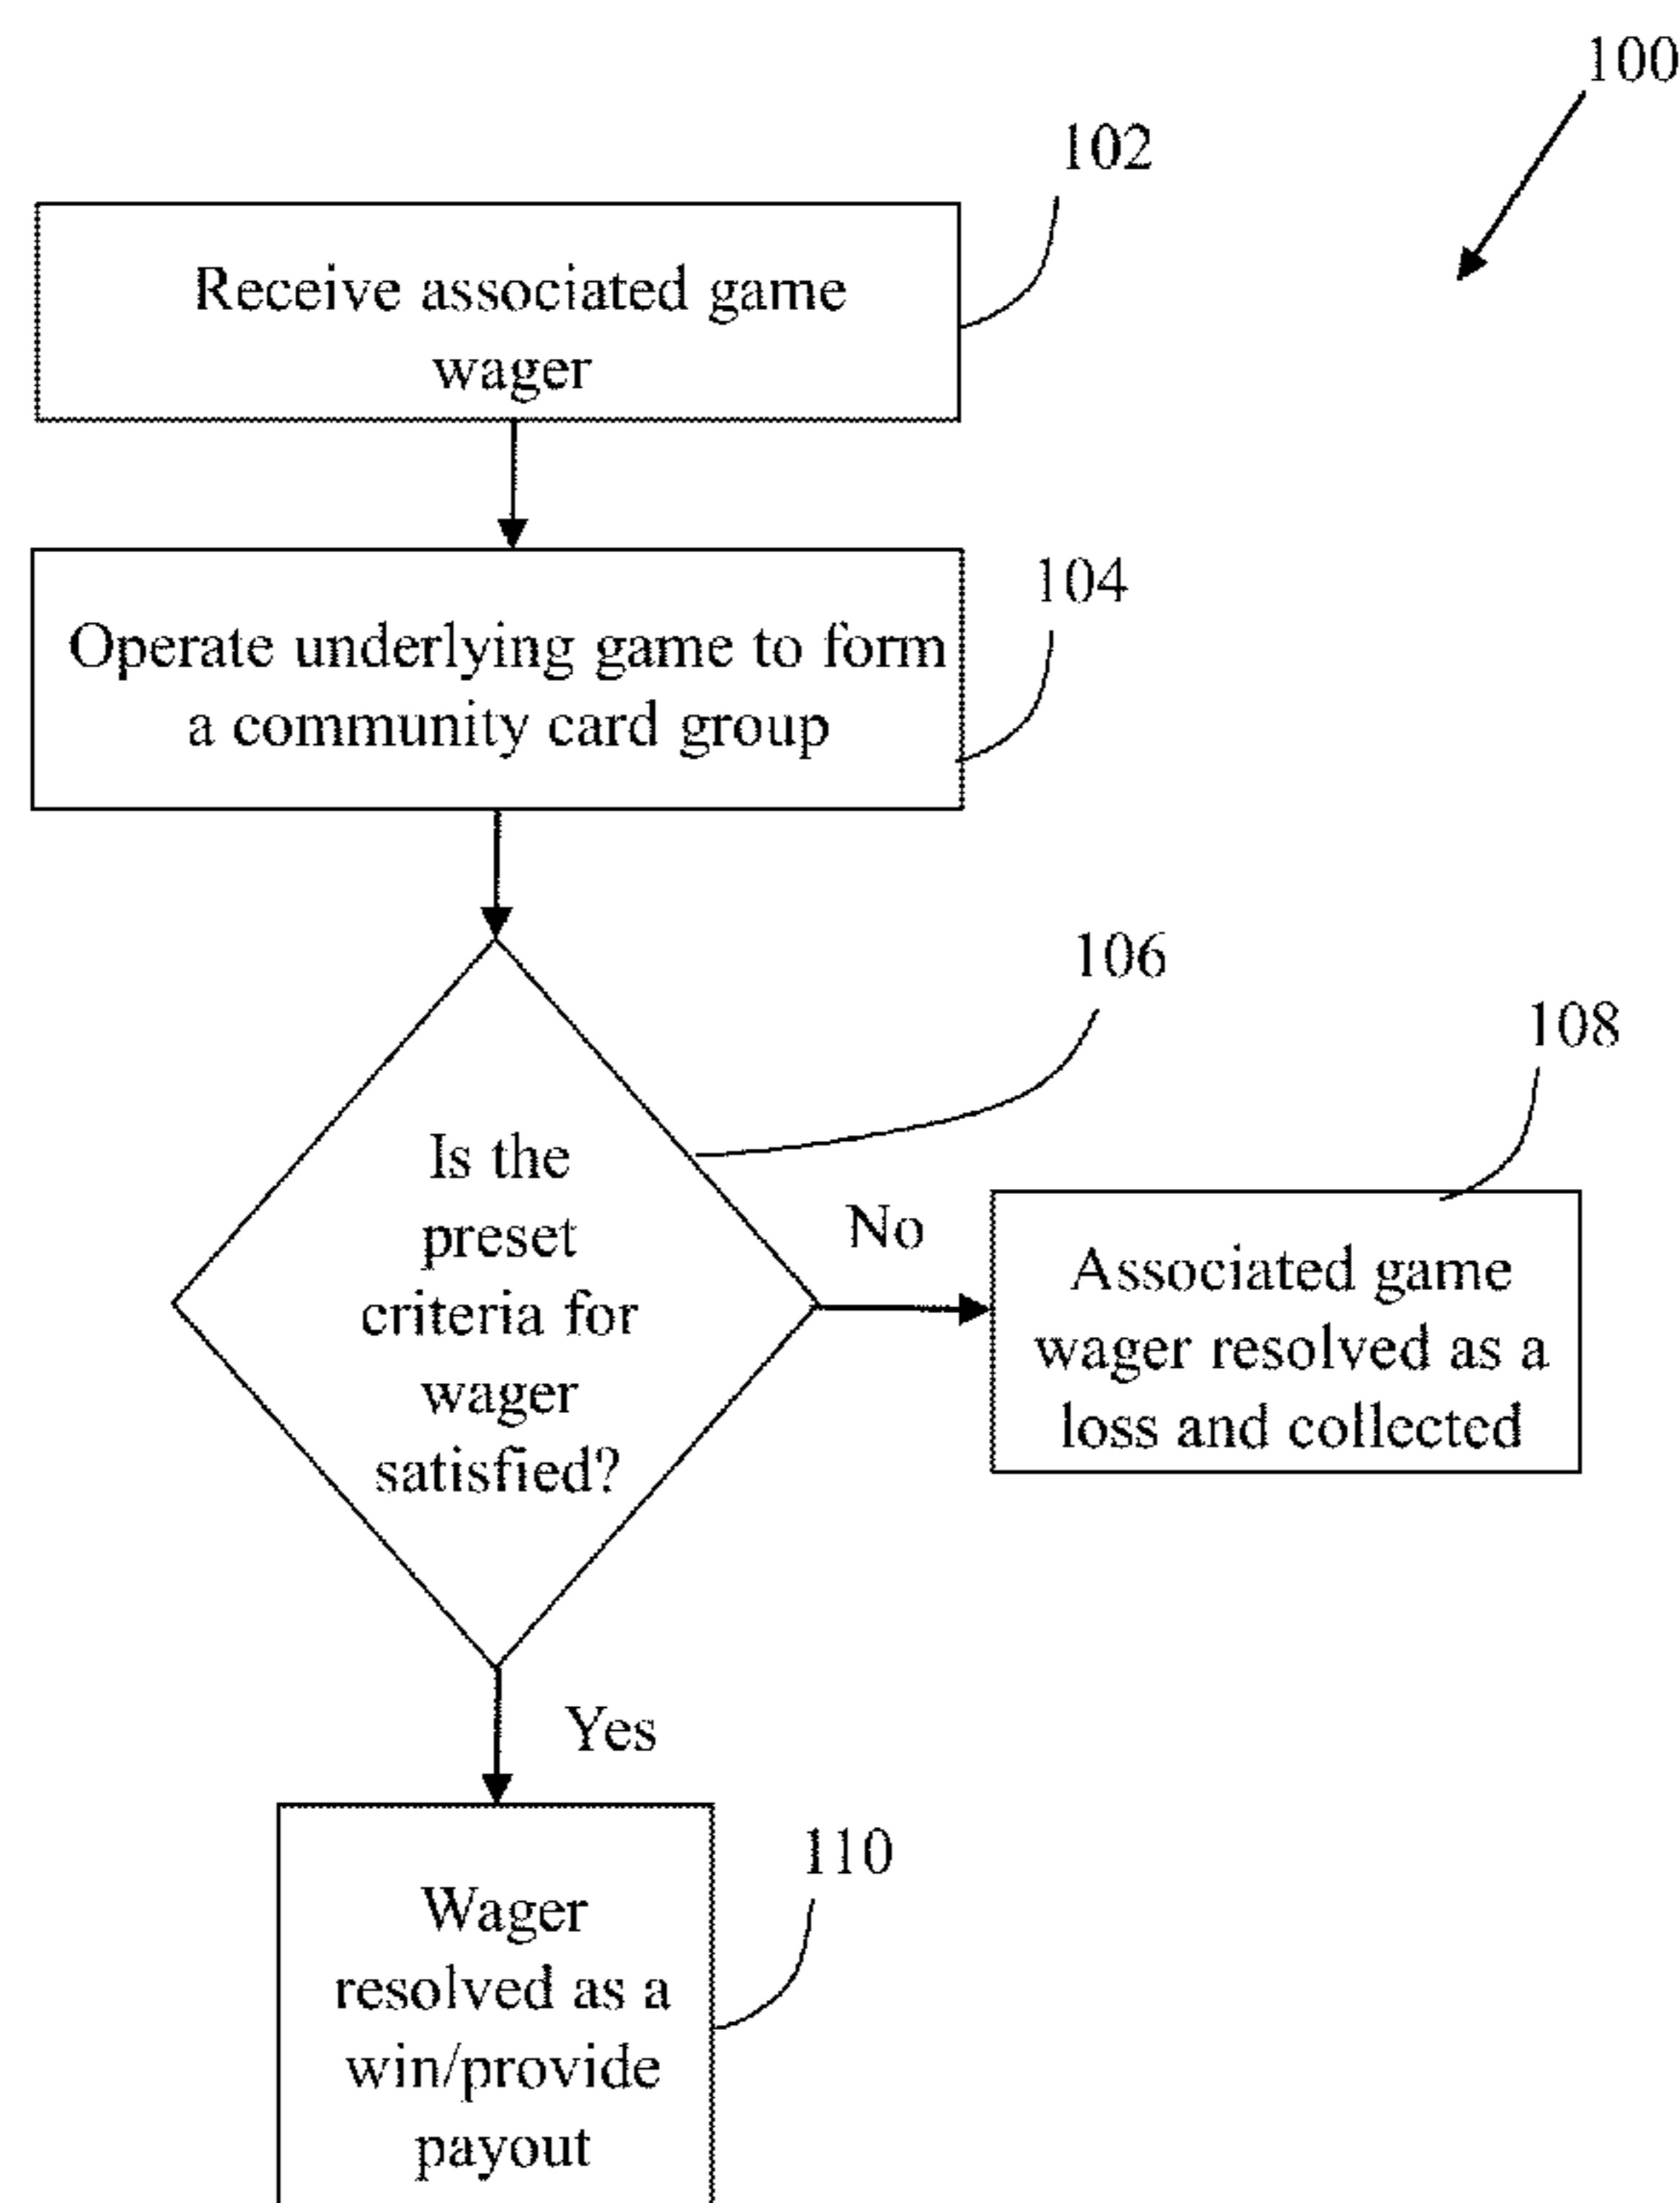 100
102
Receive associated game
wager
104
Operate underlying game to form
a community card group
106
108
Is the
preset
criteria for
wager
satisfied?
No
Associated game
wager resolved as a
loss and collected
Yes
110
Wager
resolved as a
win/provide
payout